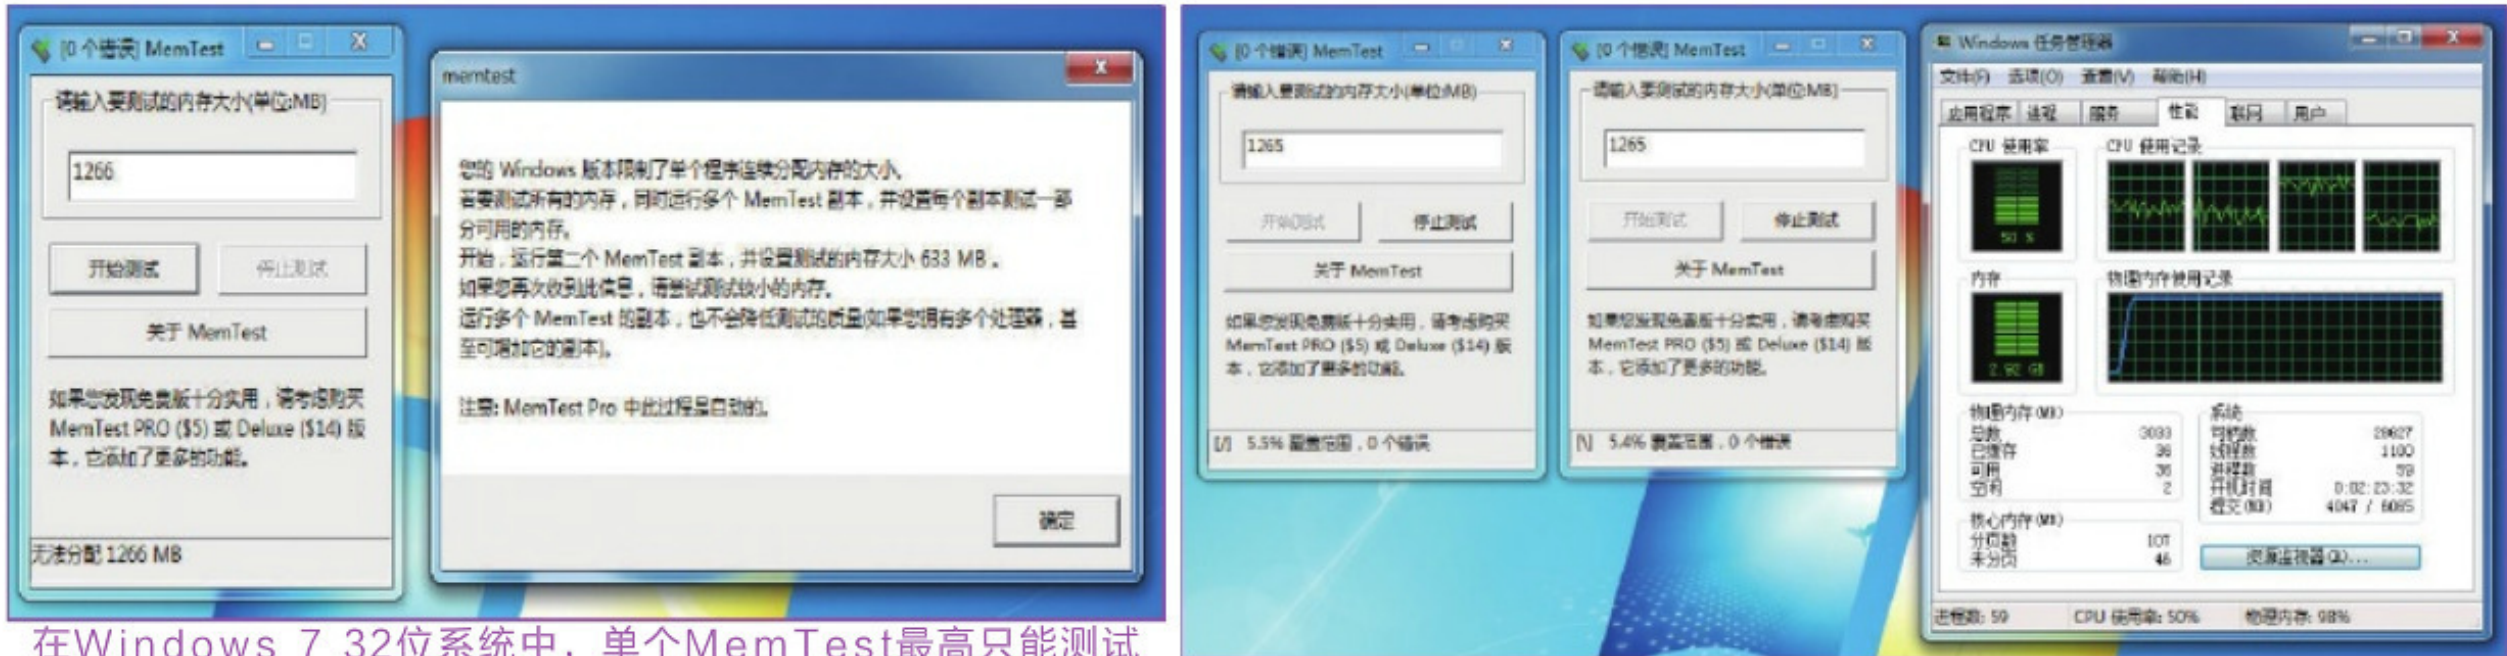 [0 个错误] MemTest
请输入要测试的内存大小(单位:MB)
1266
开始测试
停止测试
关于 MemTest
如果您发现免费版十分实用，请考虑购买
MemTest PRO ($5) 或 Deluxe ($14) 版
本，它添加了更多的功能。
无法分配 1266 MB
memtest
您的 Windows 版本限制了单个程序连续分配内存的大小。
若要测试所有的内存，同时运行多个 MemTest 副本，并设置每个副本测试一部
分可用的内存。
开始，运行第二个 MemTest 副本，并设置测试的内存大小 633 MB 。
如果您再次收到此信息，请尝试测试较小的内存。
运行多个 MemTest 的副本，也不会降低测试的质量(如果您拥有多个处理器，甚
至可增加它的副本)。
注意: MemTest Pro 中此过程是自动的。
确定
在Windows 7 32位系统中，单个MemTest最高只能测试
[0 个错误] MemTest
请输入要测试的内存大小(单位:MB)
1265
开始测试
停止测试
关于 MemTest
如果您发现免费版十分实用，请考虑购买
MemTest PRO ($5) 或 Deluxe ($14) 版
本，它添加了更多的功能。
[/] 5.5% 覆盖范围，0 个错误
[0 个错误] MemTest
请输入要测试的内存大小(单位:MB)
1265
开始测试
停止测试
关于 MemTest
如果您发现免费版十分实用，请考虑购买
MemTest PRO ($5) 或 Deluxe ($14) 版
本，它添加了更多的功能。
[\] 5.4% 覆盖范围，0 个错误
Windows 任务管理器
文件(F) 选项(O) 查看(V) 帮助(H)
应用程序 进程 服务 性能 联网 用户
CPU 使用率
CPU 使用记录
50 %
内存
物理内存使用记录
2.92 GB
物理内存(MB)
总数 3033
已缓存 36
可用 36
空闲 2
核心内存(MB)
分页数 107
未分页 46
系统
句柄数 28627
线程数 1100
进程数 59
开机时间 0:02:23:32
提交(MB) 4047 / 6065
资源监视器(R)...
进程数: 59 CPU 使用率: 50% 物理内存: 98%